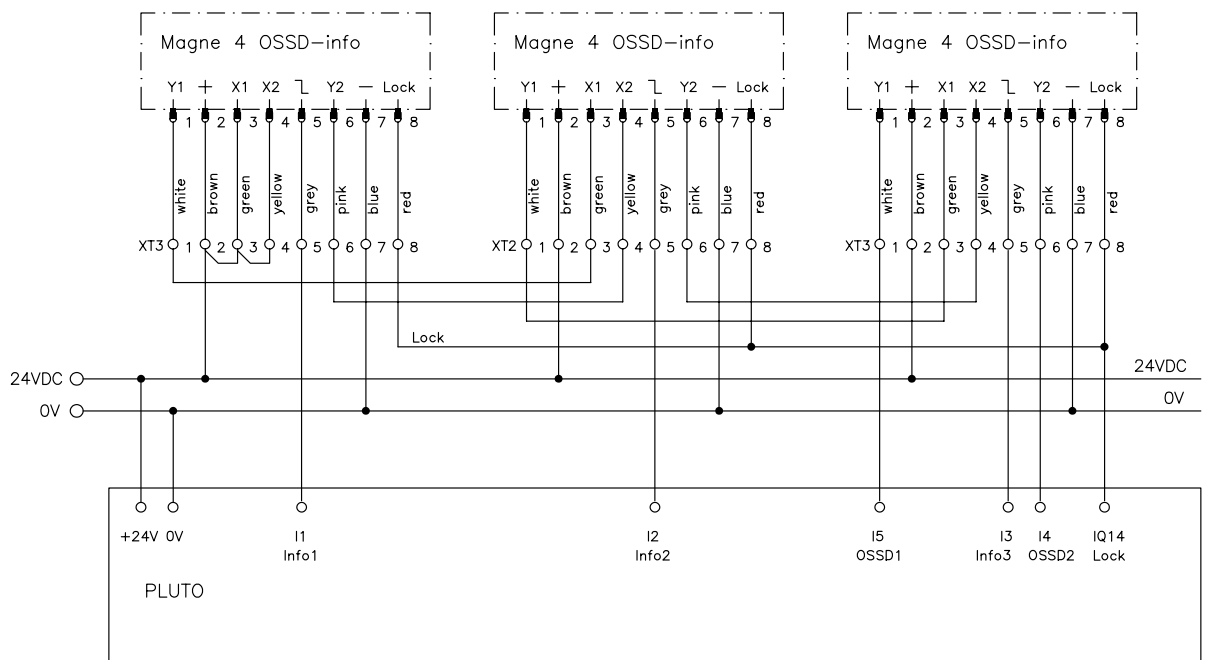 Magne 4 OSSD-info Magne 4 OSSD-info Magne 4 OSSD-info
Y1 + X1 X2 Y2 — Lock Y1 + X1 X2 Y2 — Lock Y1 + X1 X2 Y2 — Lock
1 2 3 4 5 6 7 8 1 2 3 4 5 6 7 8 1 2 3 4 5 6 7 8
white brown green yellow grey pink blue red white brown green yellow grey pink blue red white brown green yellow grey pink blue red
XT3 1 2 3 4 5 6 7 8 XT2 1 2 3 4 5 6 7 8 XT3 1 2 3 4 5 6 7 8
Lock
24VDC 24VDC
0V 0V
+24V 0V I1 I2 I5 I3 I4 IQ14
Info1 Info2 OSSD1 Info3 OSSD2 Lock
PLUTO